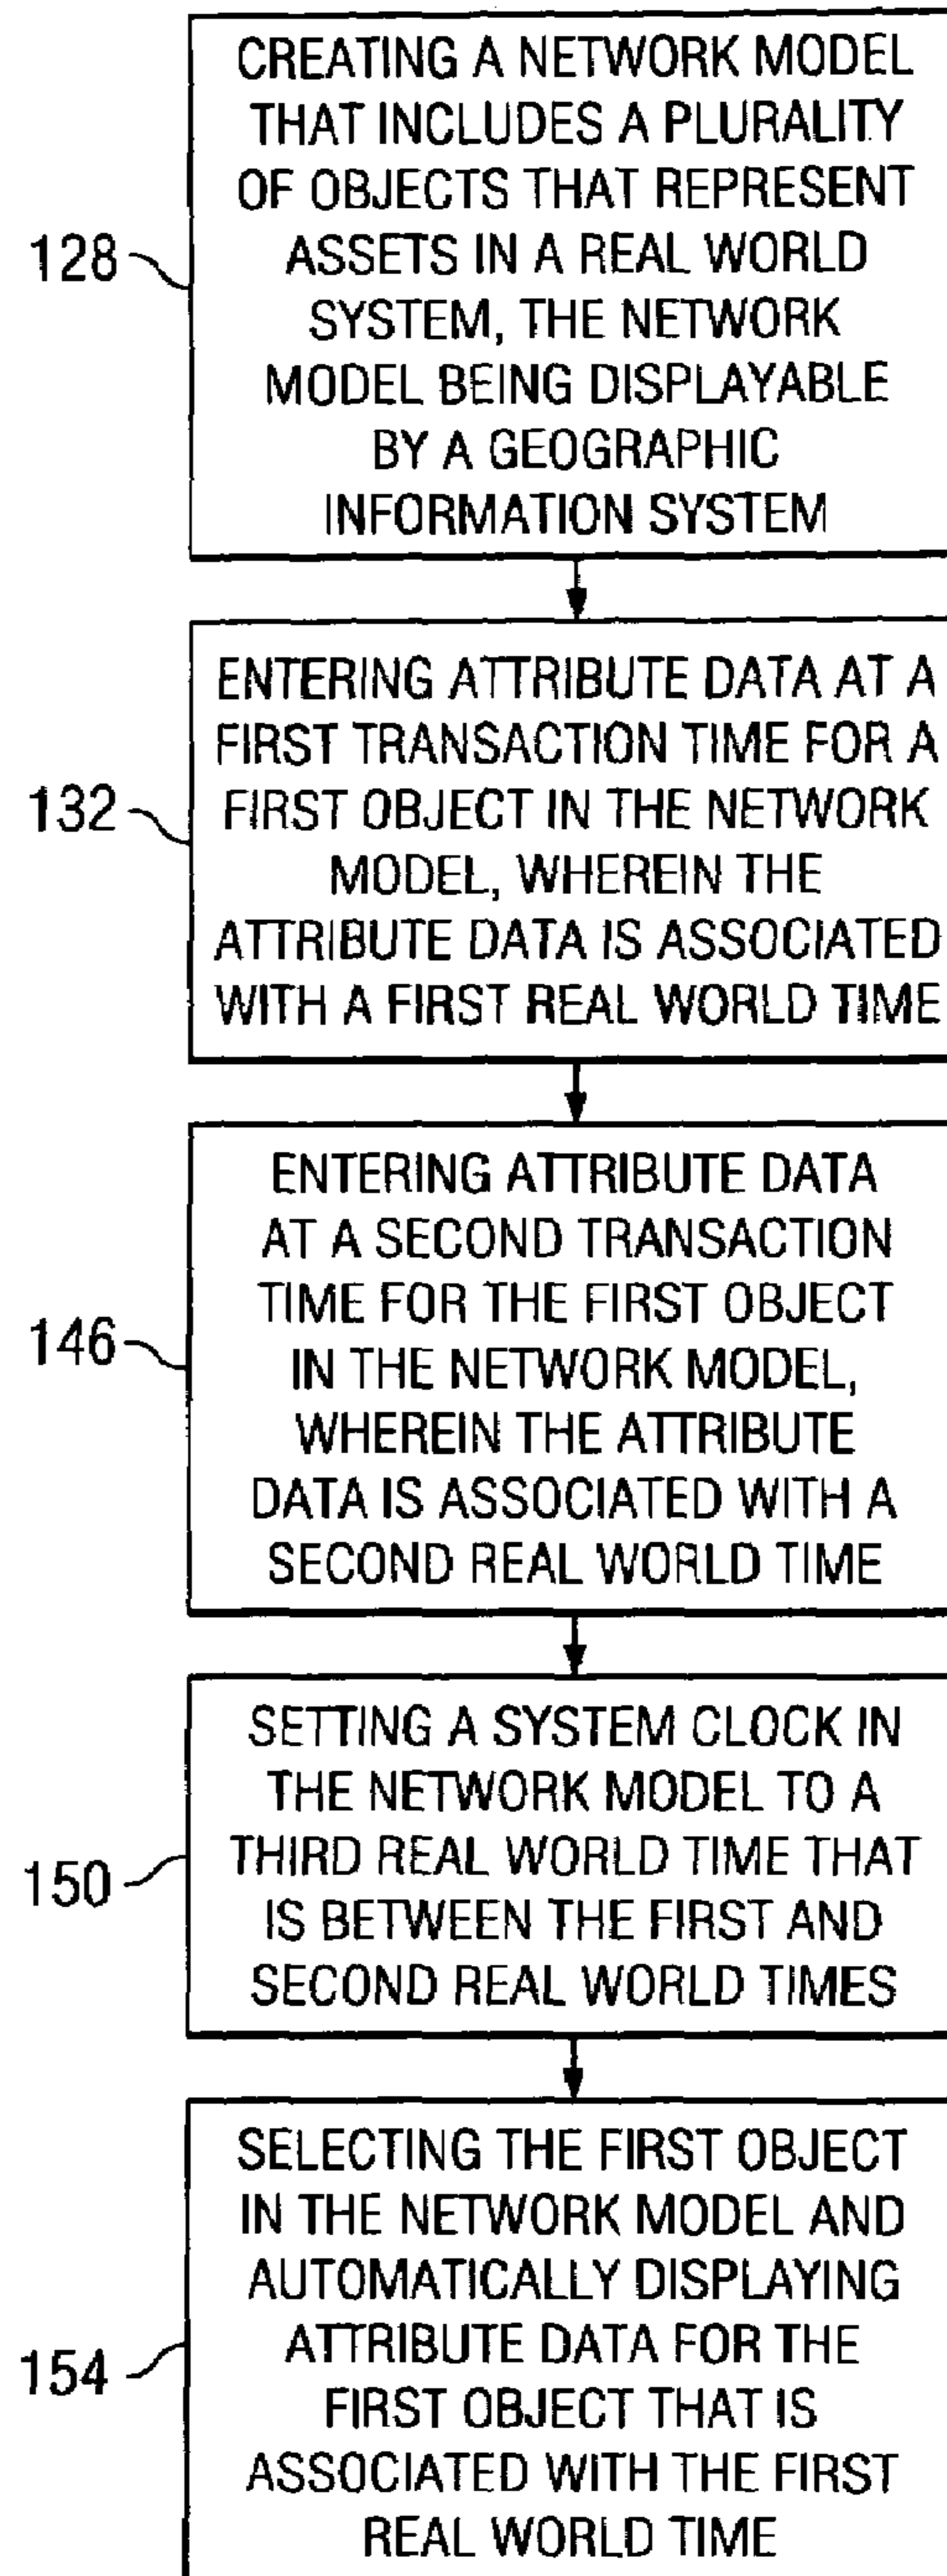 CREATING A NETWORK MODEL
THAT INCLUDES A PLURALITY
OF OBJECTS THAT REPRESENT
ASSETS IN A REAL WORLD
SYSTEM, THE NETWORK
MODEL BEING DISPLAYABLE
BY A GEOGRAPHIC
INFORMATION SYSTEM
128
ENTERING ATTRIBUTE DATA AT A
FIRST TRANSACTION TIME FOR A
FIRST OBJECT IN THE NETWORK
MODEL, WHEREIN THE
ATTRIBUTE DATA IS ASSOCIATED
WITH A FIRST REAL WORLD TIME
132
ENTERING ATTRIBUTE DATA
AT A SECOND TRANSACTION
TIME FOR THE FIRST OBJECT
IN THE NETWORK MODEL,
WHEREIN THE ATTRIBUTE
DATA IS ASSOCIATED WITH A
SECOND REAL WORLD TIME
146
SETTING A SYSTEM CLOCK IN
THE NETWORK MODEL TO A
THIRD REAL WORLD TIME THAT
IS BETWEEN THE FIRST AND
SECOND REAL WORLD TIMES
150
SELECTING THE FIRST OBJECT
IN THE NETWORK MODEL AND
AUTOMATICALLY DISPLAYING
ATTRIBUTE DATA FOR THE
FIRST OBJECT THAT IS
ASSOCIATED WITH THE FIRST
REAL WORLD TIME
154